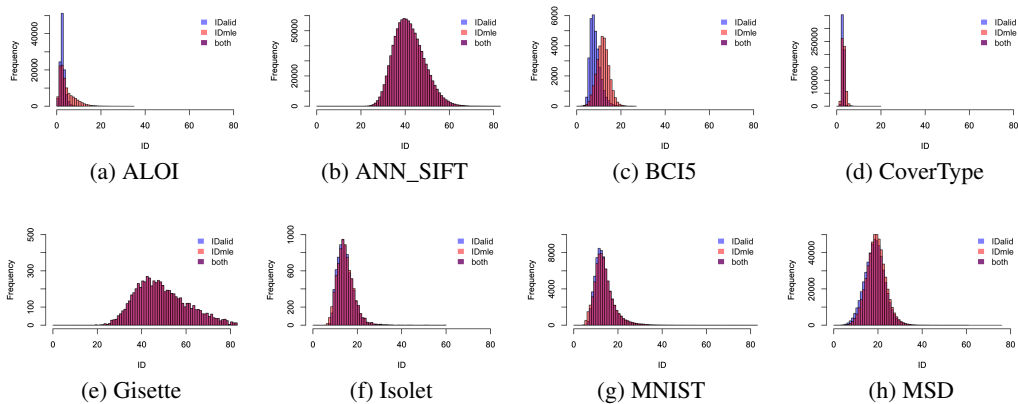 Frequency
0 20000 40000
IDalid
IDmle
both
0 20 40 60 80
ID
(a) ALOI
Frequency
0 20000 50000
IDalid
IDmle
both
0 20 40 60 80
ID
(b) ANN_SIFT
Frequency
0 2000 4000 6000
IDalid
IDmle
both
0 20 40 60 80
ID
(c) BCI5
Frequency
0 100000 250000
IDalid
IDmle
both
0 20 40 60 80
ID
(d) CoverType
Frequency
0 100 300 500
IDalid
IDmle
both
0 20 40 60 80
ID
(e) Gisette
Frequency
0 200 600 1000
IDalid
IDmle
both
0 20 40 60 80
ID
(f) Isolet
Frequency
0 2000 6000 10000
IDalid
IDmle
both
0 20 40 60 80
ID
(g) MNIST
Frequency
0 20000 40000
IDalid
IDmle
both
0 20 40 60 80
ID
(h) MSD